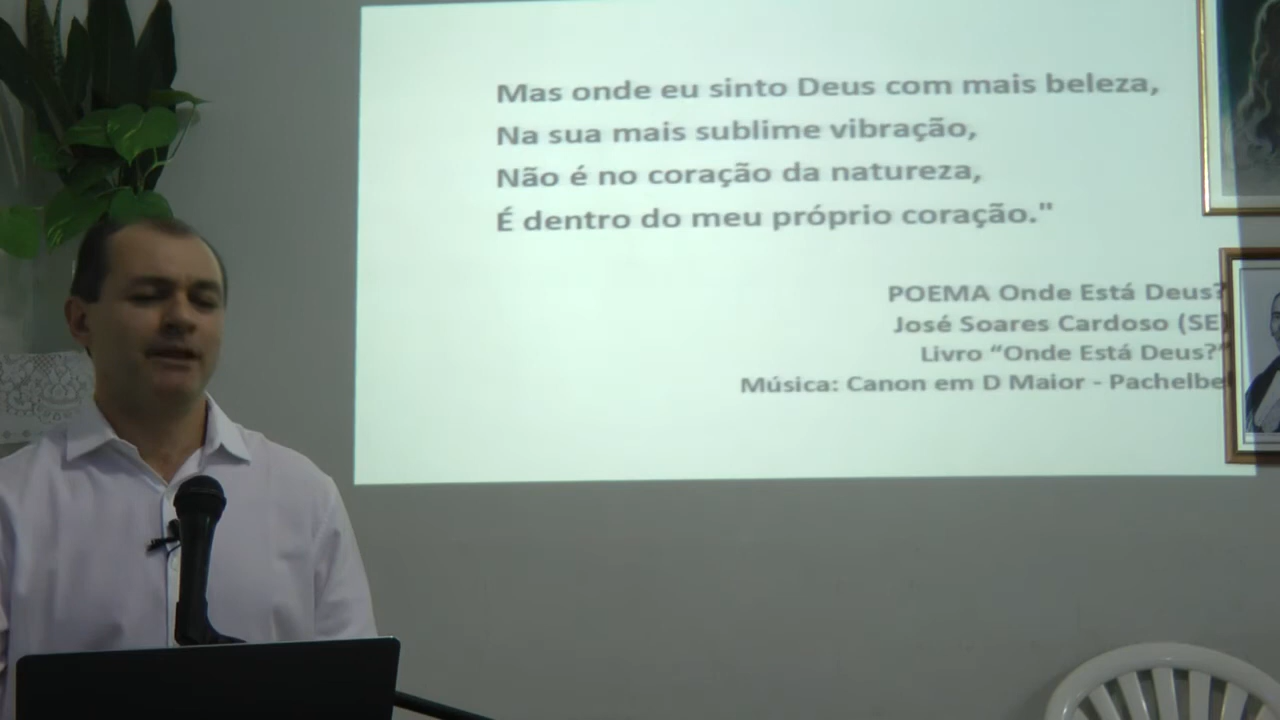 Mas onde eu sinto Deus com mais beleza,
Na sua mais sublime vibração,
Não é no coração da natureza,
É dentro do meu próprio coração."
POEMA Onde Está Deus?
José Soares Cardoso (SE)
Livro “Onde Está Deus?”
Música: Canon em D Maior - Pachelbel